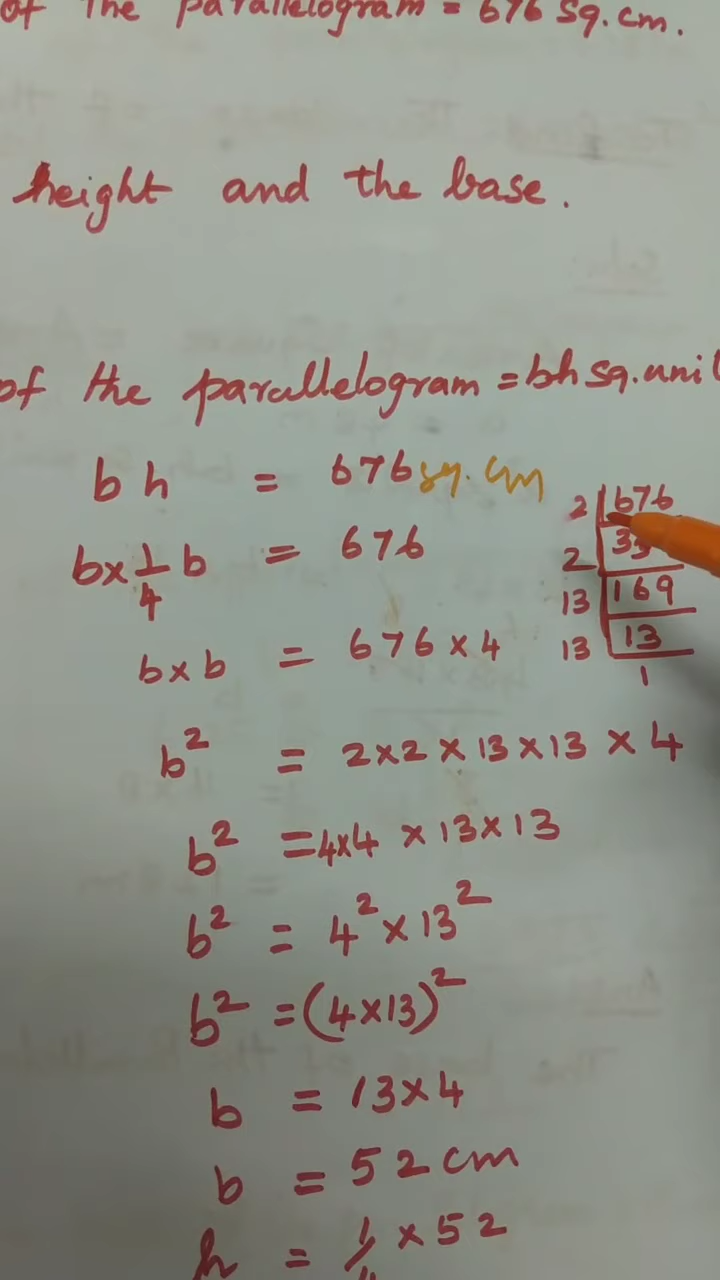 of the parallelogram = 676 sq.cm.
height and the base.
of the parallelogram = bh sq.unit
bh = 676 sq.cm
b×1/4 b = 676
b×b = 676×4
b² = 2×2×13×13×4
b² = 4×4×13×13
b² = 4²×13²
b² = (4×13)²
b = 13×4
b = 52 cm
h = 1/4 × 52
2 | 676
2 | 33
13 | 169
13 | 13
1